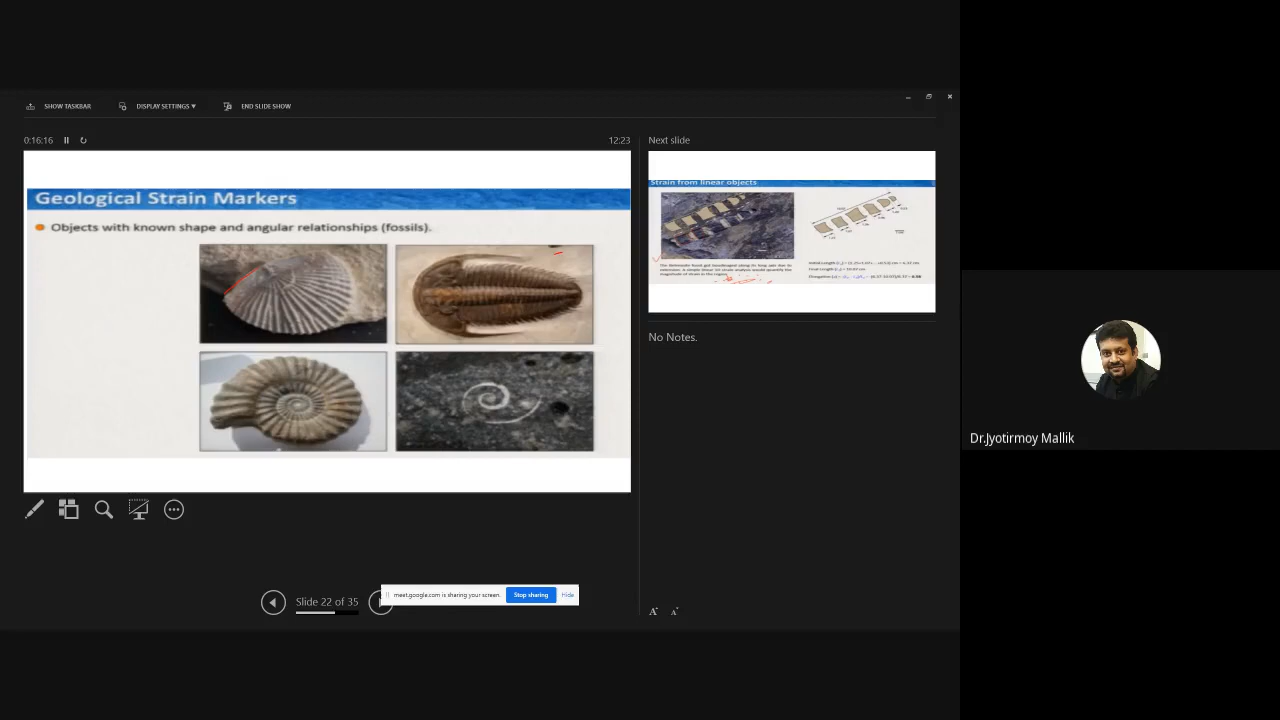 SHOW TASKBAR
DISPLAY SETTINGS ▼
END SLIDE SHOW
0:16:16
12:23
Next slide
Geological Strain Markers
Objects with known shape and angular relationships (fossils).
Strain from linear objects
No Notes.
Dr.Jyotirmoy Mallik
Slide 22 of 35
meet.google.com is sharing your screen.
Stop sharing
Hide